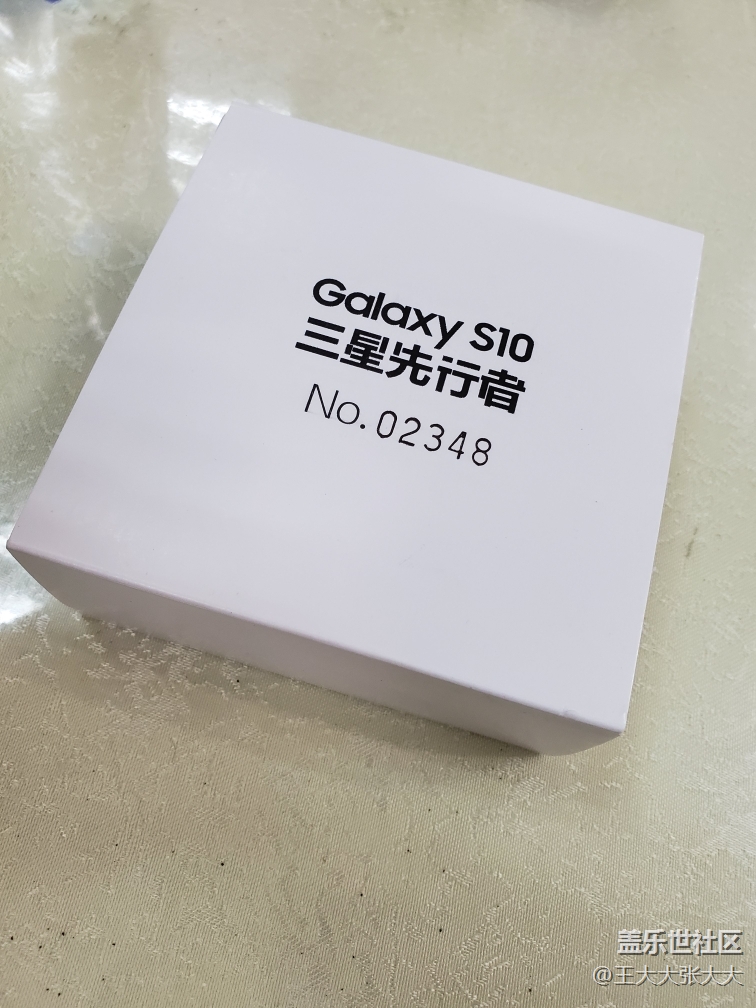 Galaxy S10
三星先行者
No.02348
盖乐世社区
@王大大张大大